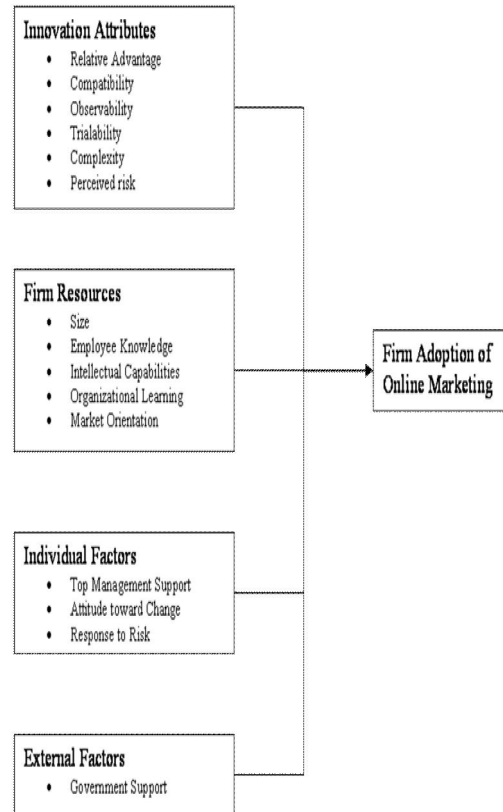 Innovation Attributes
• Relative Advantage
• Compatibility
• Observability
• Trialability
• Complexity
• Perceived risk
Firm Resources
• Size
• Employee Knowledge
• Intellectual Capabilities
• Organizational Learning
• Market Orientation
Firm Adoption of
Online Marketing
Individual Factors
• Top Management Support
• Attitude toward Change
• Response to Risk
External Factors
• Government Support